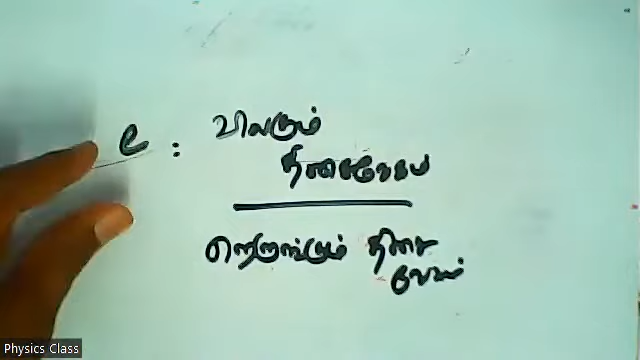 e : விலகும்
திசைவேகம்
நெருங்கும் திசை
வேகம்
Physics Class